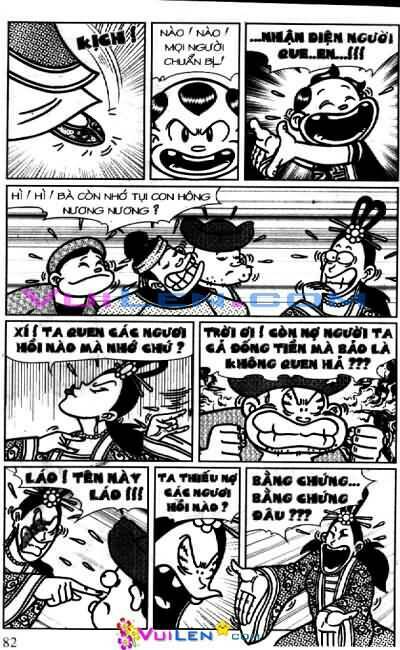 KỊCH!
NÀO! NÀO!
MỌI NGƯỜI
CHUẨN BỊ!
...NHẬN DIỆN NGƯỜI
QUE..EN...!!!
HÌ! HÌ! BÀ CÒN NHỚ TỤI CON HÔNG
NƯƠNG NƯƠNG?
VuiLen.com
XÍ! TA QUEN CÁC NGƯƠI
HỒI NÀO MÀ NHỚ CHỨ?
TRỜI ƠI! CÒN NỢ NGƯỜI TA
CẢ ĐỐNG TIỀN MÀ BẢO LÀ
KHÔNG QUEN HẢ???
LÁO! TÊN NÀY
LÁO!!!
TA THIẾU NỢ
CÁC NGƯƠI
HỒI NÀO?
BẰNG CHỨNG...
BẰNG CHỨNG
ĐÂU???
82
VuiLen.com